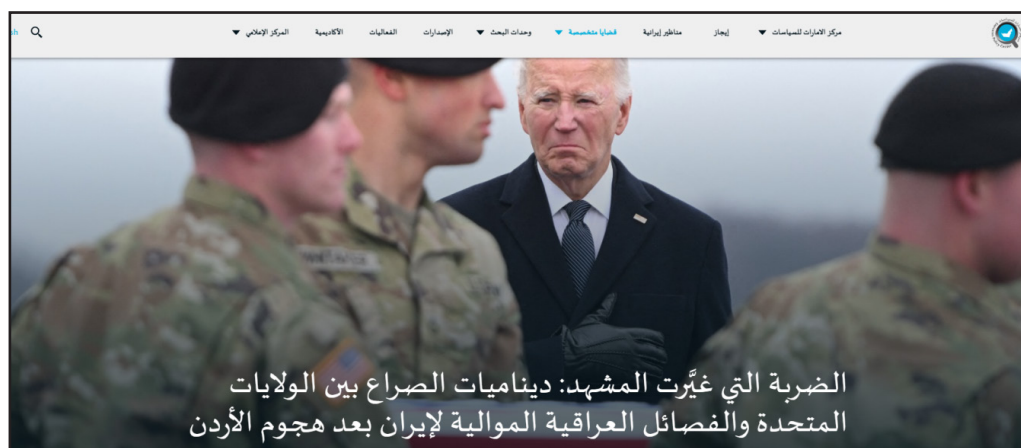 مركز الامارات للسياسات ▼ إيجاز مناظير إيرانية قضايا متخصصة ▼ وحدات البحث ▼ الإصدارات الفعاليات الأكاديمية المركز الإعلامي ▼
الضربة التي غيَّرت المشهد: ديناميات الصراع بين الولايات
المتحدة والفصائل العراقية الموالية لإيران بعد هجوم الأردن